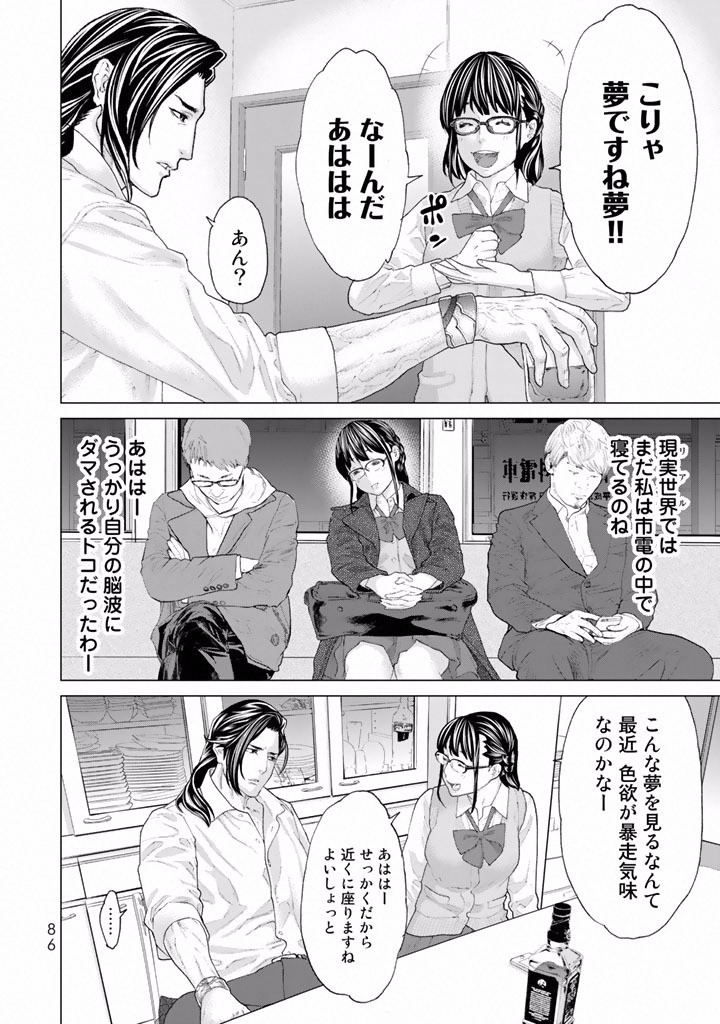 こりゃ
夢ですね夢!!
なーんだ
あははは
ポン
あん?
現実世界では
リアル
まだ私は市電の中で
寝てるのね
あははー
うっかり自分の脳波に
ダマされるトコだったわー
こんな夢を見るなんて
最近 色欲が暴走気味
なのかなー
あははー
せっかくだから
近くに座りますね
よいしょっと
……
86